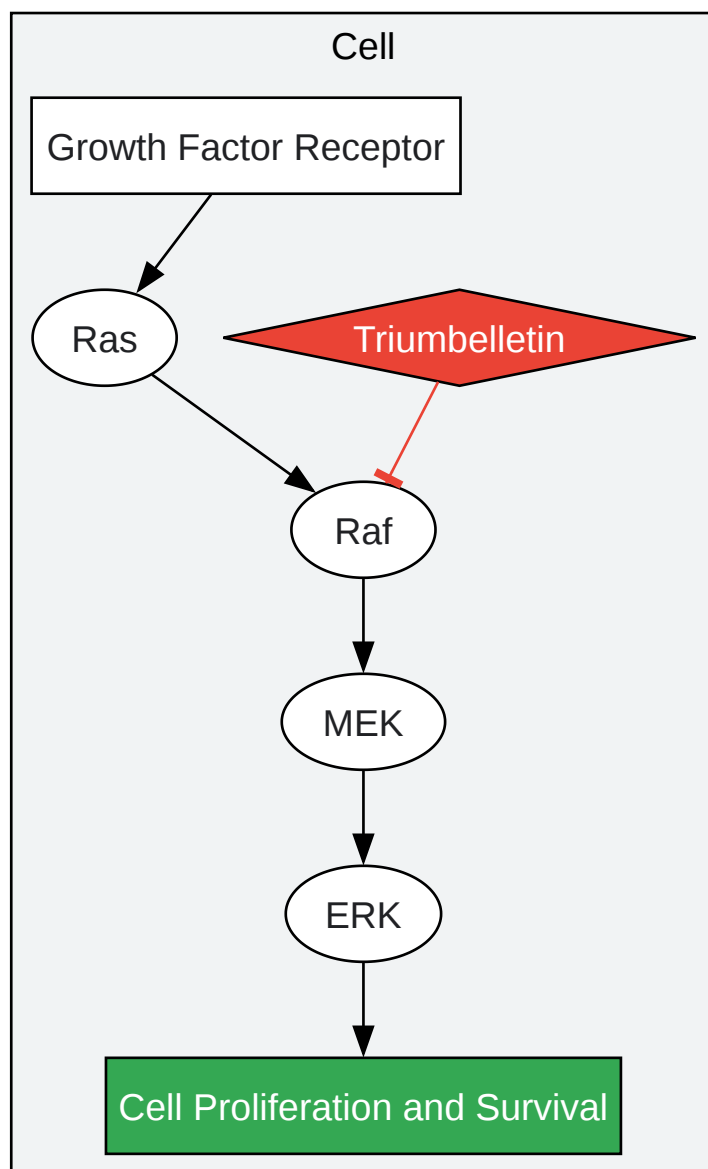 Cell
Growth Factor Receptor
Ras
Triumbelletin
Raf
MEK
ERK
Cell Proliferation and Survival